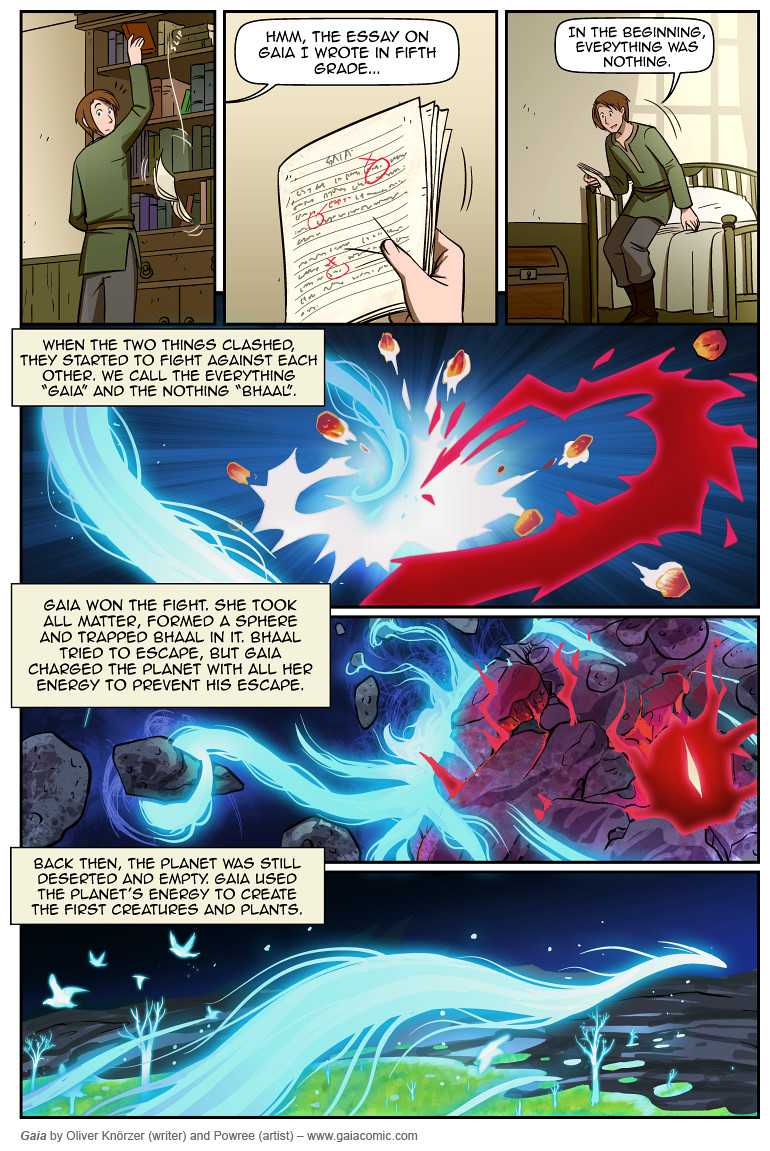 SLIP
HMM, THE ESSAY ON
GAIA I WROTE IN FIFTH
GRADE...
GAIA
IN THE BEGINNING,
EVERYTHING WAS
NOTHING.
WHEN THE TWO THINGS CLASHED,
THEY STARTED TO FIGHT AGAINST EACH
OTHER. WE CALL THE EVERYTHING
"GAIA" AND THE NOTHING "BHAAL".
GAIA WON THE FIGHT. SHE TOOK
ALL MATTER, FORMED A SPHERE
AND TRAPPED BHAAL IN IT. BHAAL
TRIED TO ESCAPE, BUT GAIA
CHARGED THE PLANET WITH ALL HER
ENERGY TO PREVENT HIS ESCAPE.
BACK THEN, THE PLANET WAS STILL
DESERTED AND EMPTY. GAIA USED
THE PLANET'S ENERGY TO CREATE
THE FIRST CREATURES AND PLANTS.
Gaia by Oliver Knörzer (writer) and Powree (artist) – www.gaiacomic.com